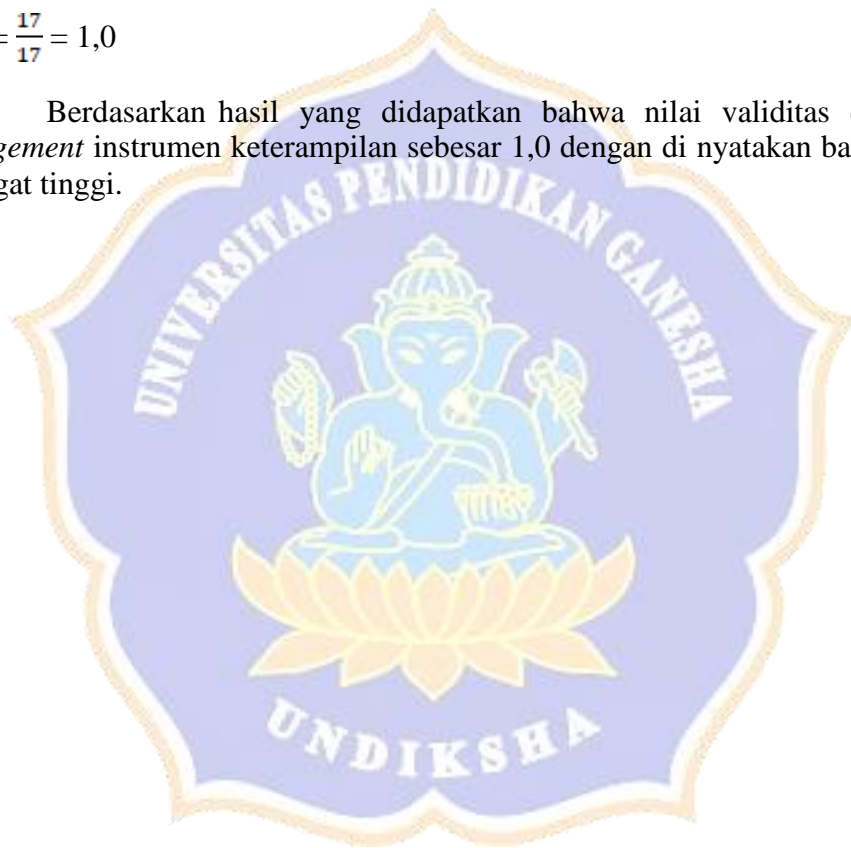 = 17/17 = 1,0
Berdasarkan hasil yang didapatkan bahwa nilai validitas
gement instrumen keterampilan sebesar 1,0 dengan di nyatakan ba
gat tinggi.
UNIVERSITAS PENDIDIKAN GANESHA
UNDIKSHA